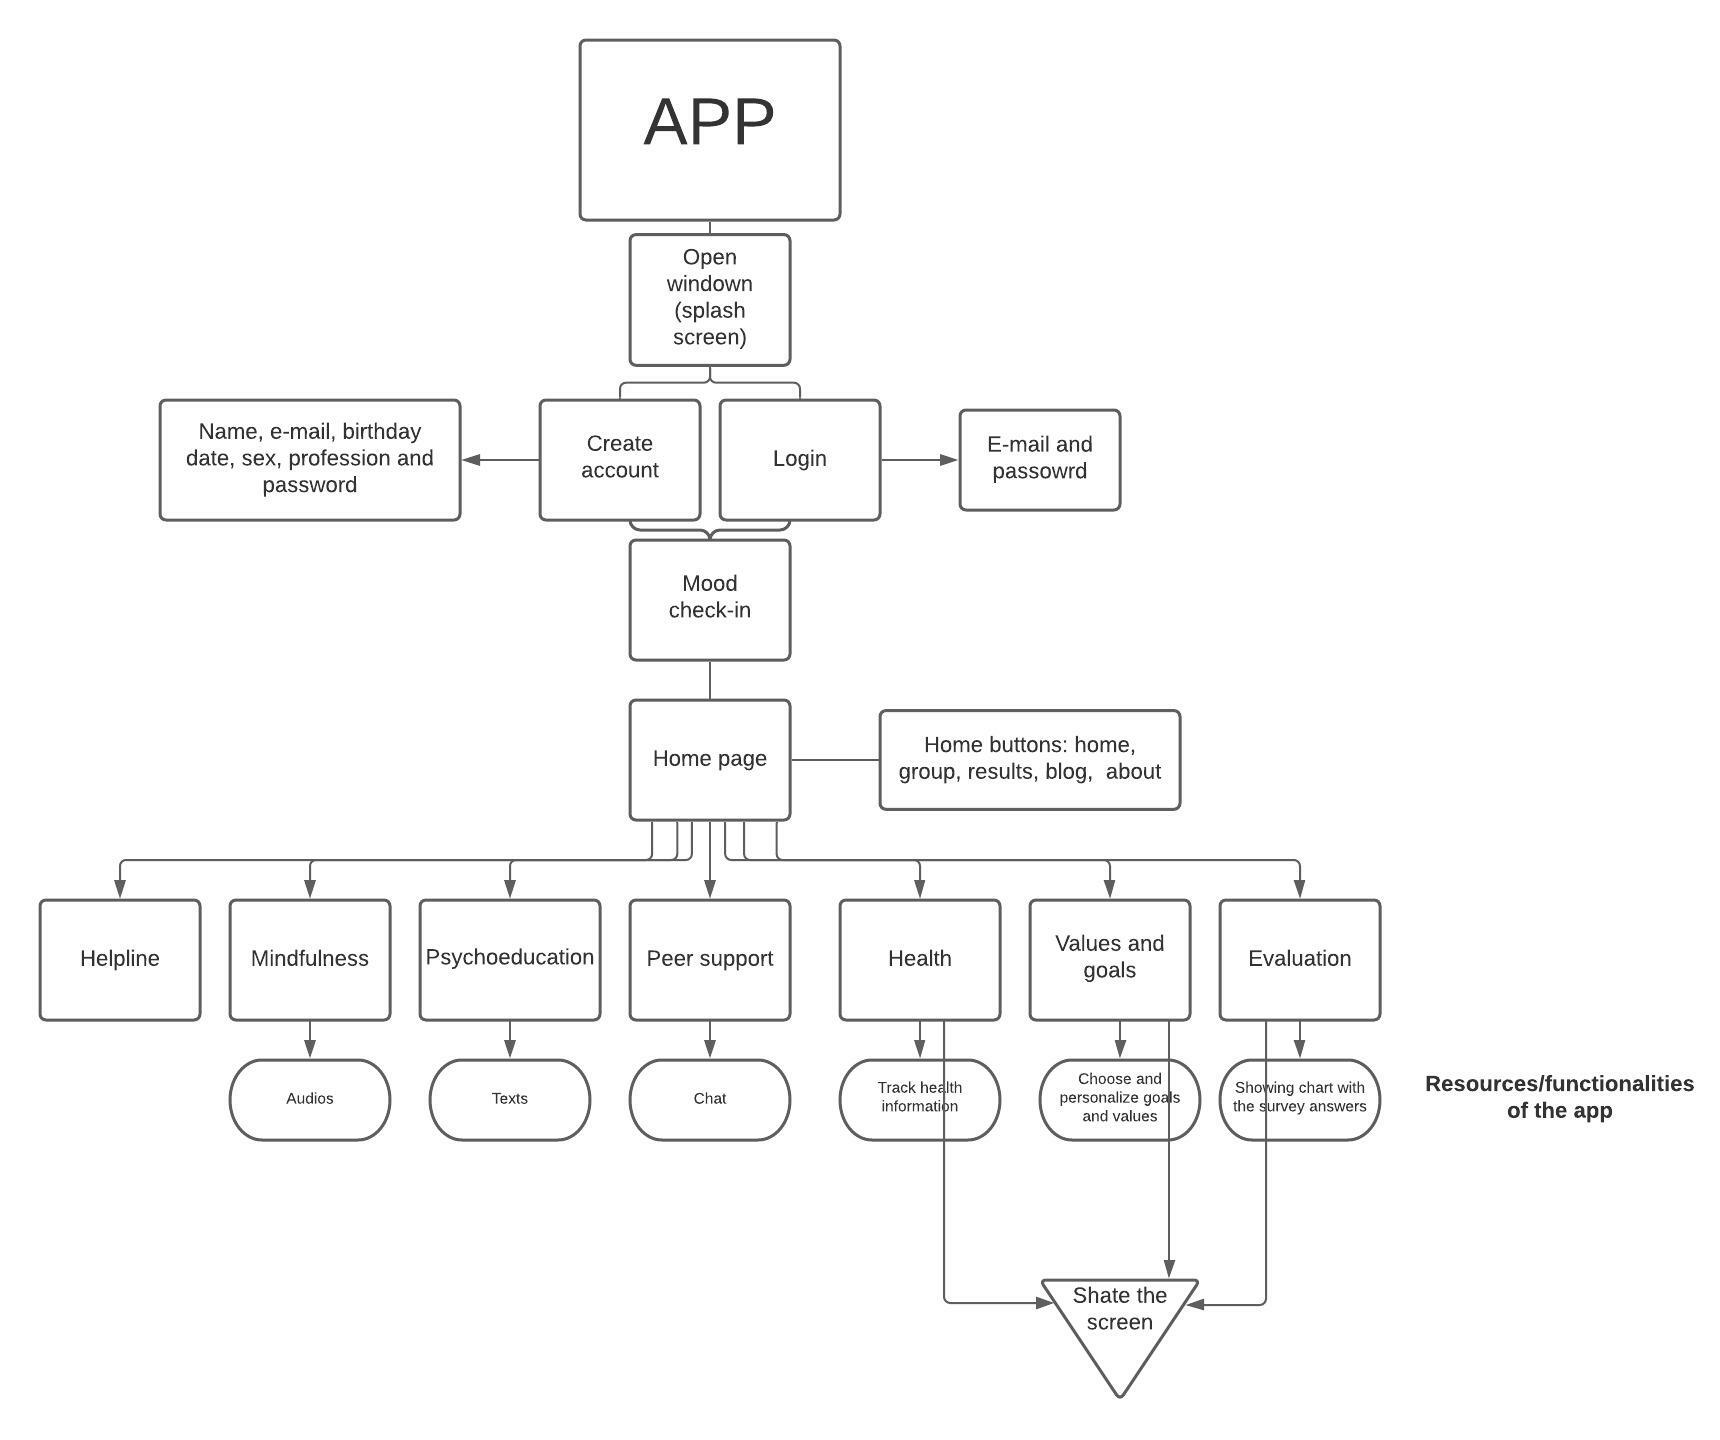 APP
Open
windown
(splash
screen)
Name, e-mail, birthday
date, sex, profession and
password
Create
account
Login
E-mail and
passowrd
Mood
check-in
Home page
Home buttons: home,
group, results, blog,  about
Helpline
Mindfulness
Psychoeducation
Peer support
Health
Values and
goals
Evaluation
Audios
Texts
Chat
Track health
information
Choose and
personalize goals
and values
Showing chart with
the survey answers
Resources/functionalities
of the app
Shate the
screen